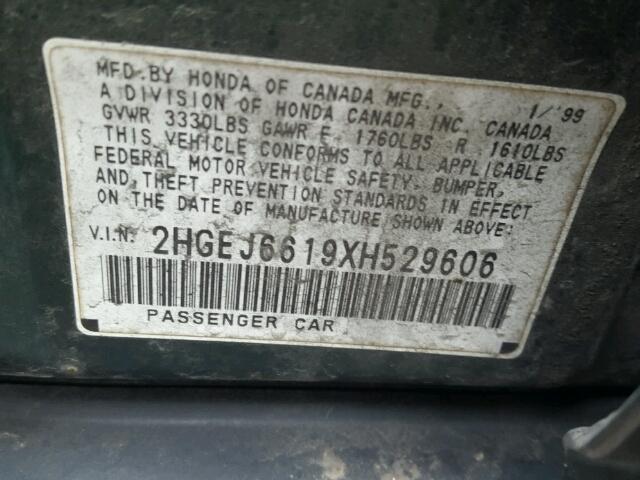 MFD. BY HONDA OF CANADA MFG., 1/'99
A DIVISION OF HONDA CANADA INC. CANADA
GVWR 3330LBS GAWR F 1760LBS R 1610LBS
THIS VEHICLE CONFORMS TO ALL APPLICABLE
FEDERAL MOTOR VEHICLE SAFETY, BUMPER,
AND THEFT PREVENTION STANDARDS IN EFFECT
ON THE DATE OF MANUFACTURE SHOWN ABOVE:
V.I.N: 2HGEJ6619XH529606
PASSENGER CAR